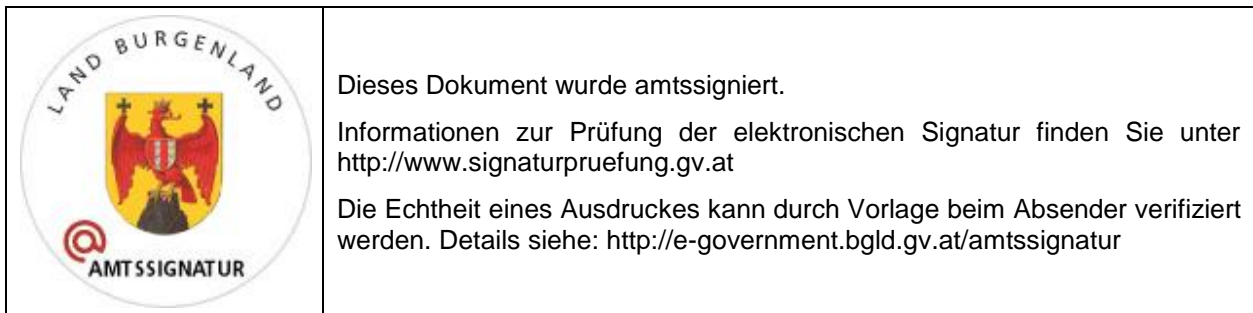 LAND BURGENLAND
@
AMTSSIGNATUR
Dieses Dokument wurde amtssigniert.
Informationen zur Prüfung der elektronischen Signatur finden Sie unter
http://www.signaturpruefung.gv.at
Die Echtheit eines Ausdruckes kann durch Vorlage beim Absender verifiziert
werden. Details siehe: http://e-government.bgld.gv.at/amtssignatur